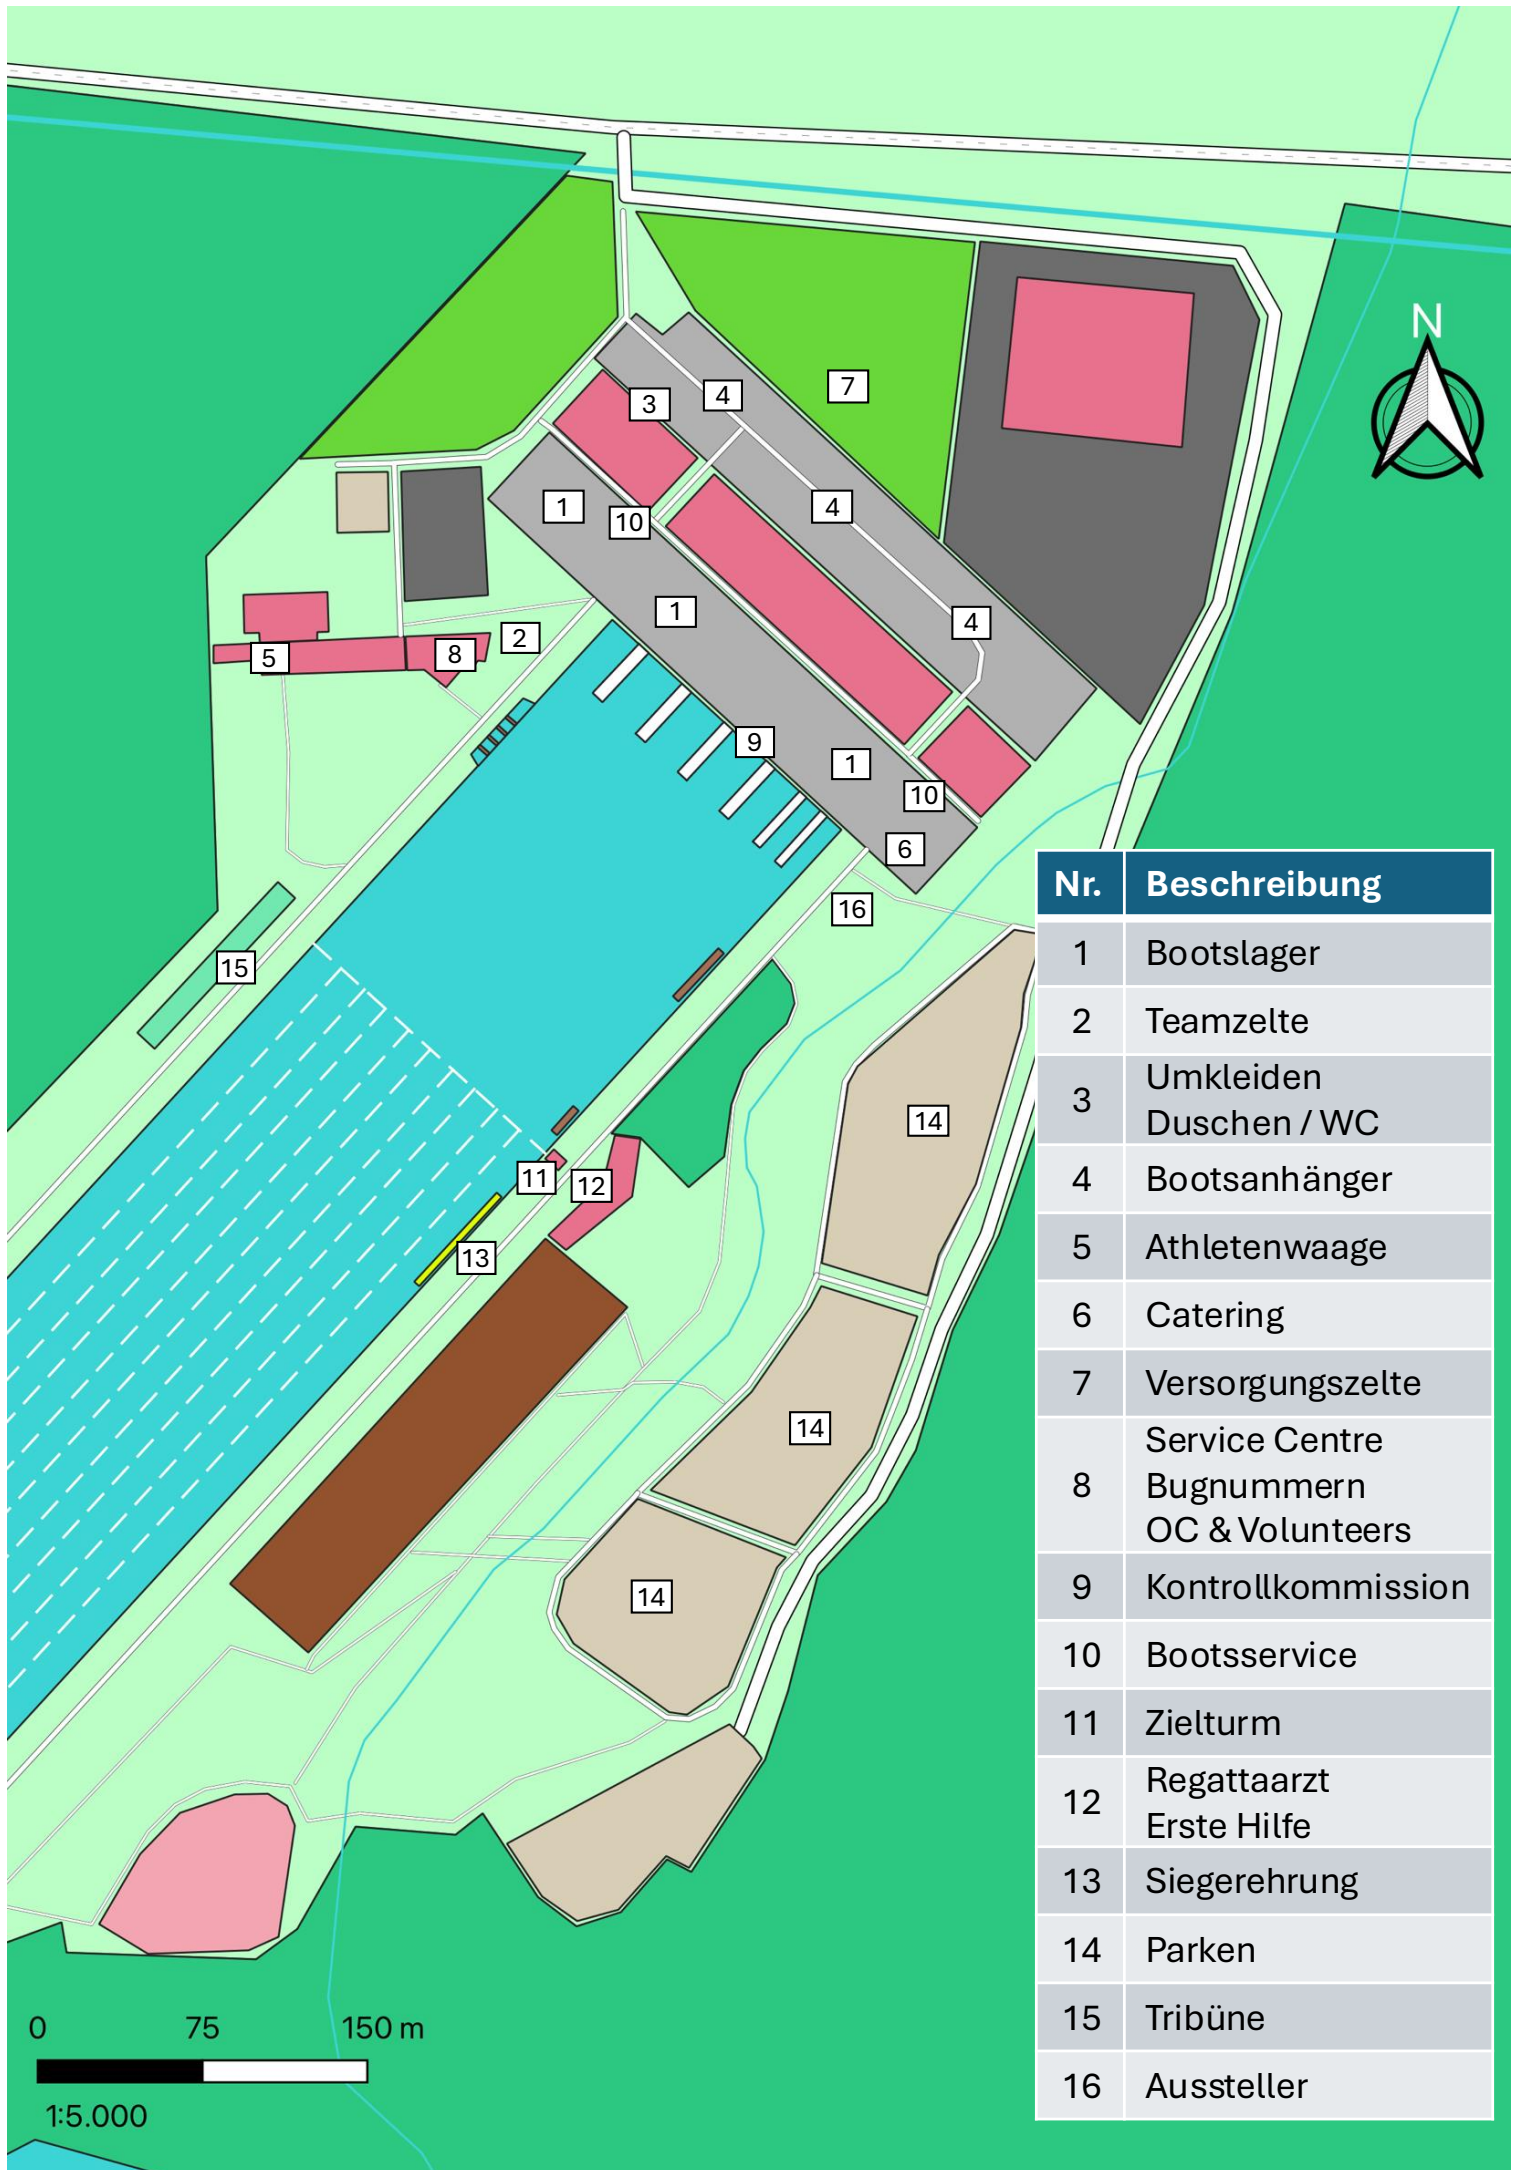 N
7
4
3
4
1
10
1
4
2
8
5
9
1
10
6
16
15
14
11
12
13
14
14
Nr. Beschreibung
1 Bootslager
2 Teamzelte
3 Umkleiden
Duschen / WC
4 Bootsanhänger
5 Athletenwaage
6 Catering
7 Versorgungszelte
8 Service Centre
Bugnummern
OC & Volunteers
9 Kontrollkommission
10 Bootsservice
11 Zielturm
12 Regattaarzt
Erste Hilfe
13 Siegerehrung
14 Parken
15 Tribüne
16 Aussteller
0 75 150 m
1:5.000